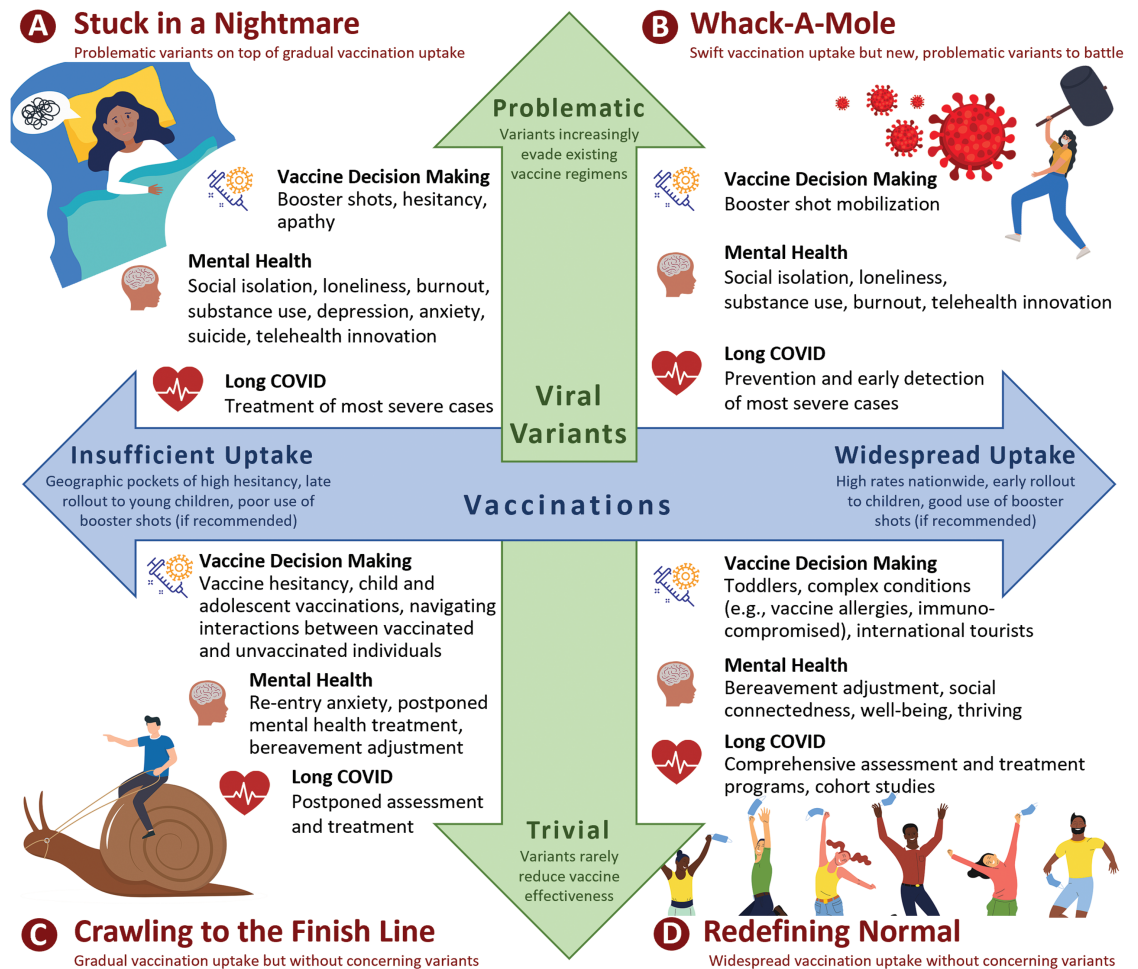 A Stuck in a Nightmare
Problematic variants on top of gradual vaccination uptake
Vaccine Decision Making
Booster shots, hesitancy,
apathy
Mental Health
Social isolation, loneliness, burnout,
substance use, depression, anxiety,
suicide, telehealth innovation
Long COVID
Treatment of most severe cases
Problematic
Variants increasingly
evade existing
vaccine regimens
Viral
Variants
B Whack-A-Mole
Swift vaccination uptake but new, problematic variants to battle
Vaccine Decision Making
Booster shot mobilization
Mental Health
Social isolation, loneliness,
substance use, burnout, telehealth innovation
Long COVID
Prevention and early detection
of most severe cases
Insufficient Uptake
Geographic pockets of high hesitancy, late
rollout to young children, poor use of
booster shots (if recommended)
Vaccinations
Widespread Uptake
High rates nationwide, early rollout
to children, good use of booster
shots (if recommended)
Vaccine Decision Making
Vaccine hesitancy, child and
adolescent vaccinations, navigating
interactions between vaccinated
and unvaccinated individuals
Mental Health
Re-entry anxiety, postponed
mental health treatment,
bereavement adjustment
Long COVID
Postponed assessment
and treatment
C Crawling to the Finish Line
Gradual vaccination uptake but without concerning variants
Trivial
Variants rarely
reduce vaccine
effectiveness
Vaccine Decision Making
Toddlers, complex conditions
(e.g., vaccine allergies, immuno-
compromised), international tourists
Mental Health
Bereavement adjustment, social
connectedness, well-being, thriving
Long COVID
Comprehensive assessment and treatment
programs, cohort studies
D Redefining Normal
Widespread vaccination uptake without concerning variants